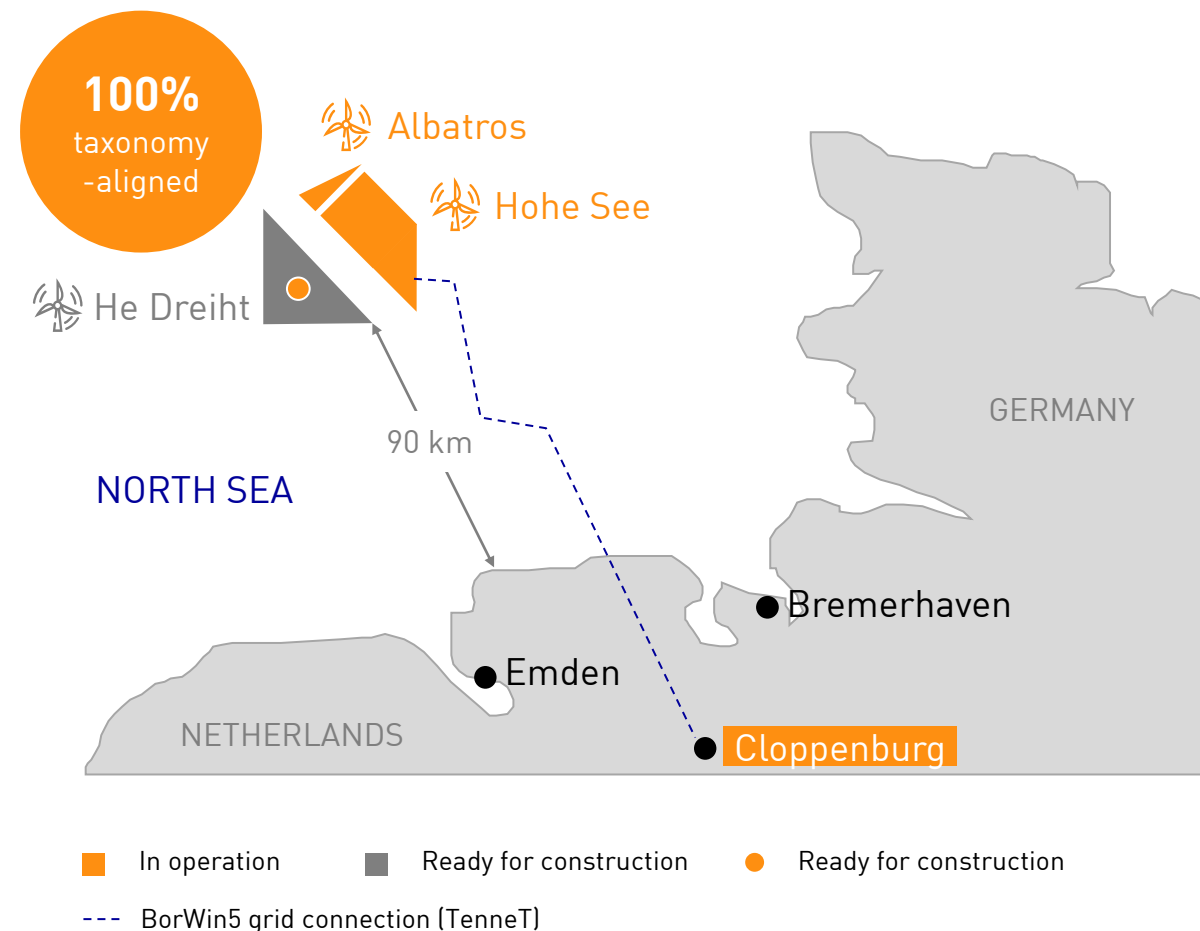 100%
taxonomy
-aligned
Albatros
Hohe See
He Dreiht
90 km
GERMANY
NORTH SEA
Bremerhaven
Emden
NETHERLANDS
Cloppenburg
In operation
Ready for construction
Ready for construction
BorWin5 grid connection (TenneT)